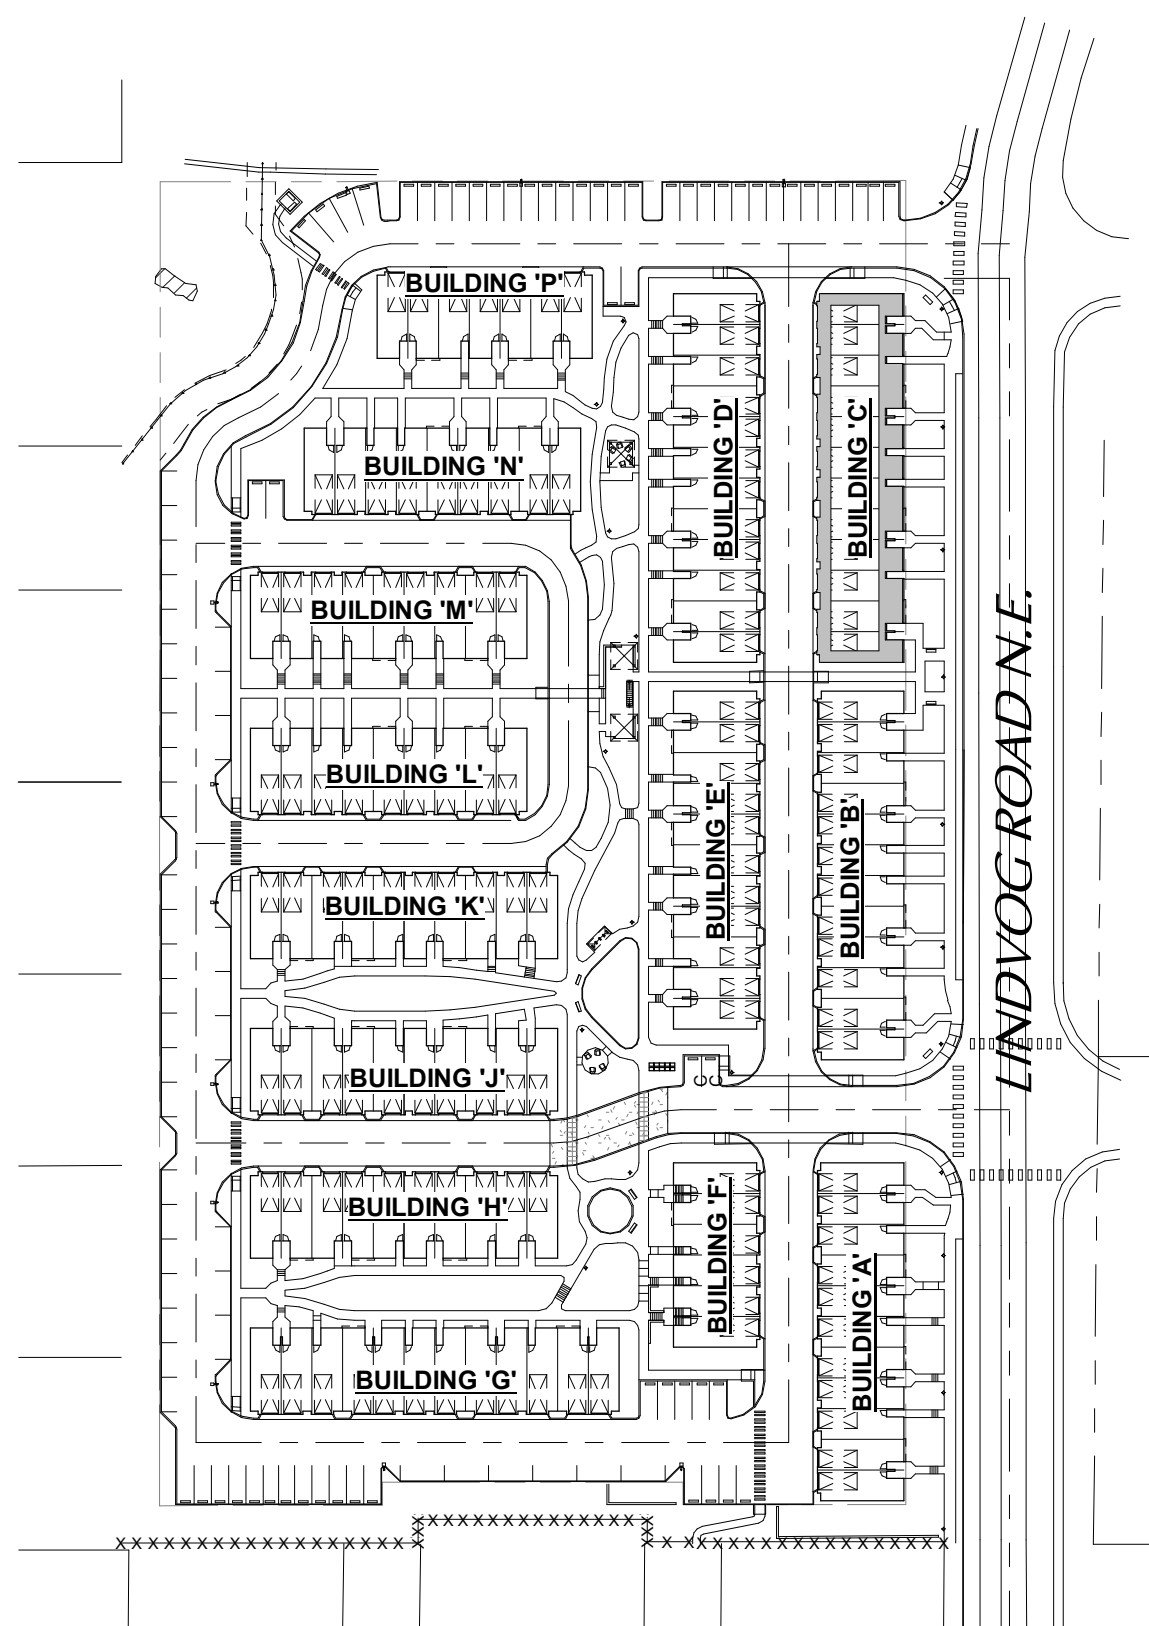 BUILDING 'P'
BUILDING 'N'
BUILDING 'D'
BUILDING 'C'
BUILDING 'M'
BUILDING 'L'
BUILDING 'E'
BUILDING 'B'
LINDVOG ROAD N.E.
BUILDING 'K'
BUILDING 'J'
C C
BUILDING 'H'
BUILDING 'F'
BUILDING 'A'
BUILDING 'G'